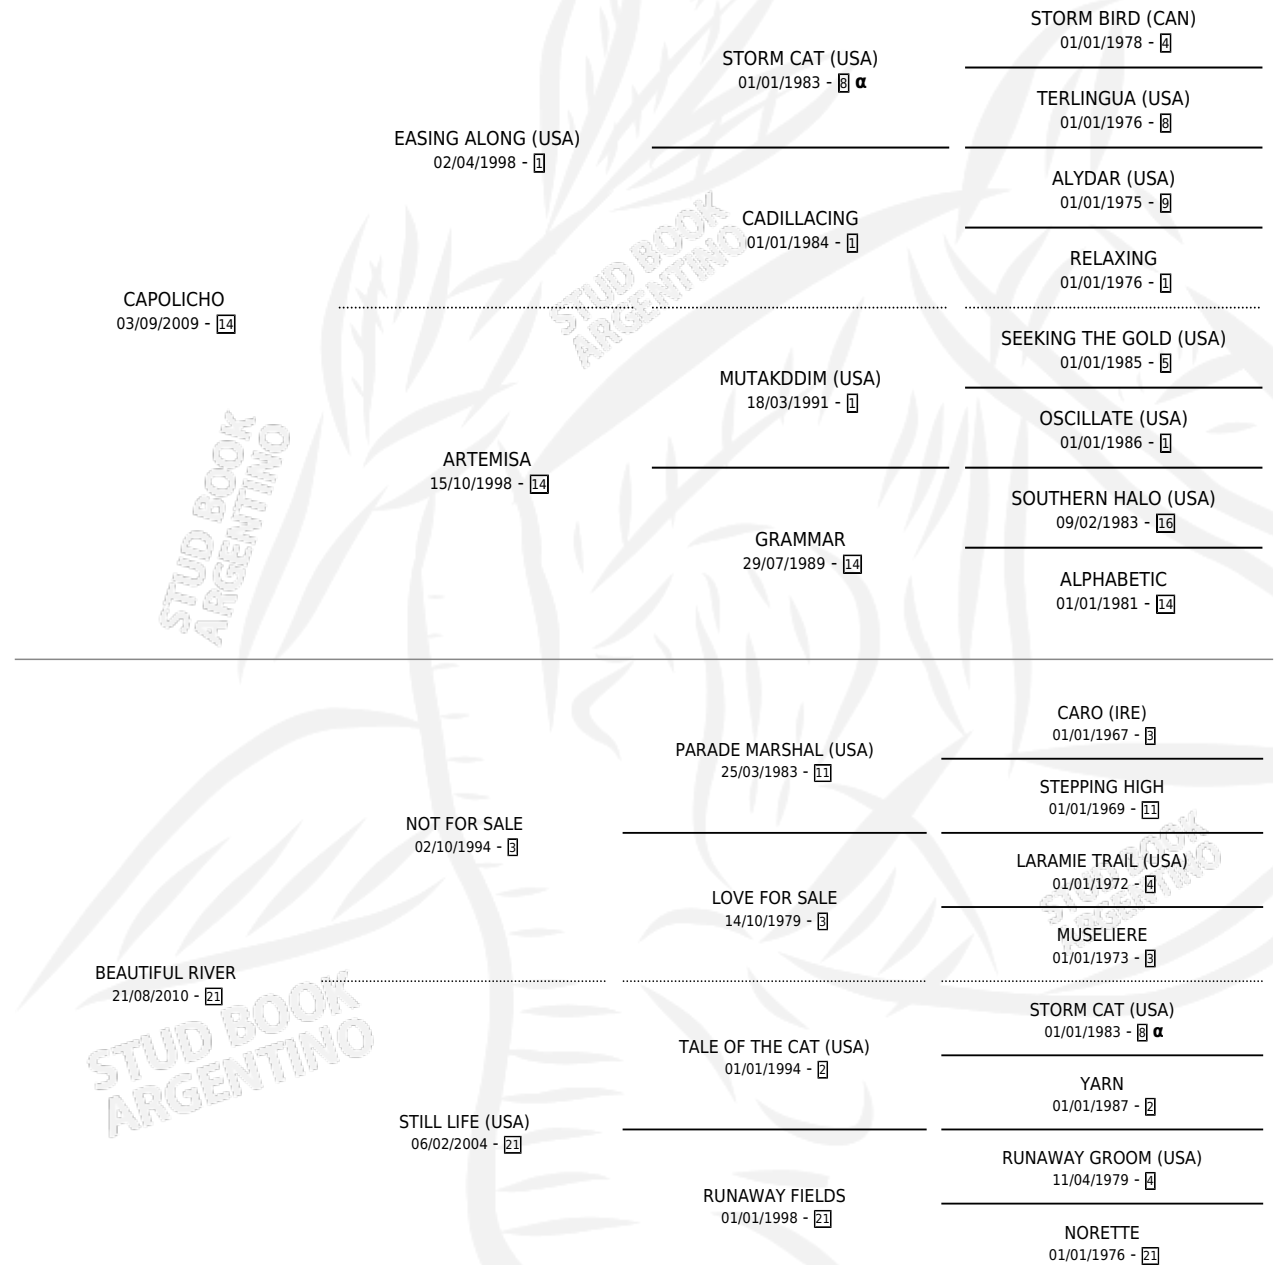 STORM BIRD (CAN)
01/01/1978 - 4
STORM CAT (USA)
01/01/1983 - 8 α
TERLINGUA (USA)
01/01/1976 - 8
EASING ALONG (USA)
02/04/1998 - 1
ALYDAR (USA)
01/01/1975 - 9
CADILLACING
01/01/1984 - 1
RELAXING
01/01/1976 - 1
CAPOLICHO
03/09/2009 - 14
SEEKING THE GOLD (USA)
01/01/1985 - 5
MUTAKDDIM (USA)
18/03/1991 - 1
OSCILLATE (USA)
01/01/1986 - 1
ARTEMISA
15/10/1998 - 14
SOUTHERN HALO (USA)
09/02/1983 - 16
GRAMMAR
29/07/1989 - 14
ALPHABETIC
01/01/1981 - 14
CARO (IRE)
01/01/1967 - 3
PARADE MARSHAL (USA)
25/03/1983 - 11
STEPPING HIGH
01/01/1969 - 11
NOT FOR SALE
02/10/1994 - 3
LARAMIE TRAIL (USA)
01/01/1972 - 4
LOVE FOR SALE
14/10/1979 - 3
MUSELIERE
01/01/1973 - 3
BEAUTIFUL RIVER
21/08/2010 - 21
STORM CAT (USA)
01/01/1983 - 8 α
TALE OF THE CAT (USA)
01/01/1994 - 2
YARN
01/01/1987 - 2
STILL LIFE (USA)
06/02/2004 - 21
RUNAWAY GROOM (USA)
11/04/1979 - 4
RUNAWAY FIELDS
01/01/1998 - 21
NORETTE
01/01/1976 - 21
STUD BOOK
ARGENTINO
STUD BOOK
ARGENTINO
STUD BOOK
ARGENTINO
STUD BOOK
ARGENTINO